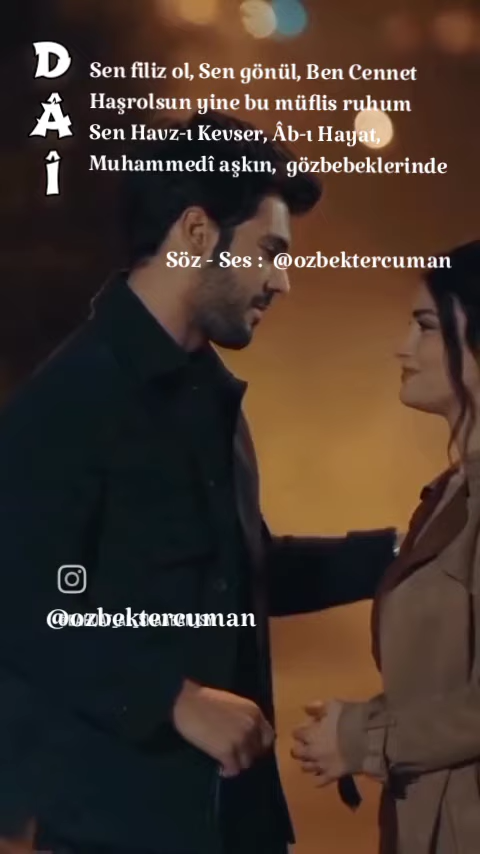 DÂÎ
Sen filiz ol, Sen gönül, Ben Cennet
Haşrolsun yine bu müflis ruhum
Sen Havz-ı Kevser, Âb-ı Hayat,
Muhammedî aşkın, gözbebeklerinde
Söz - Ses : @ozbektercuman
@ozbektercuman